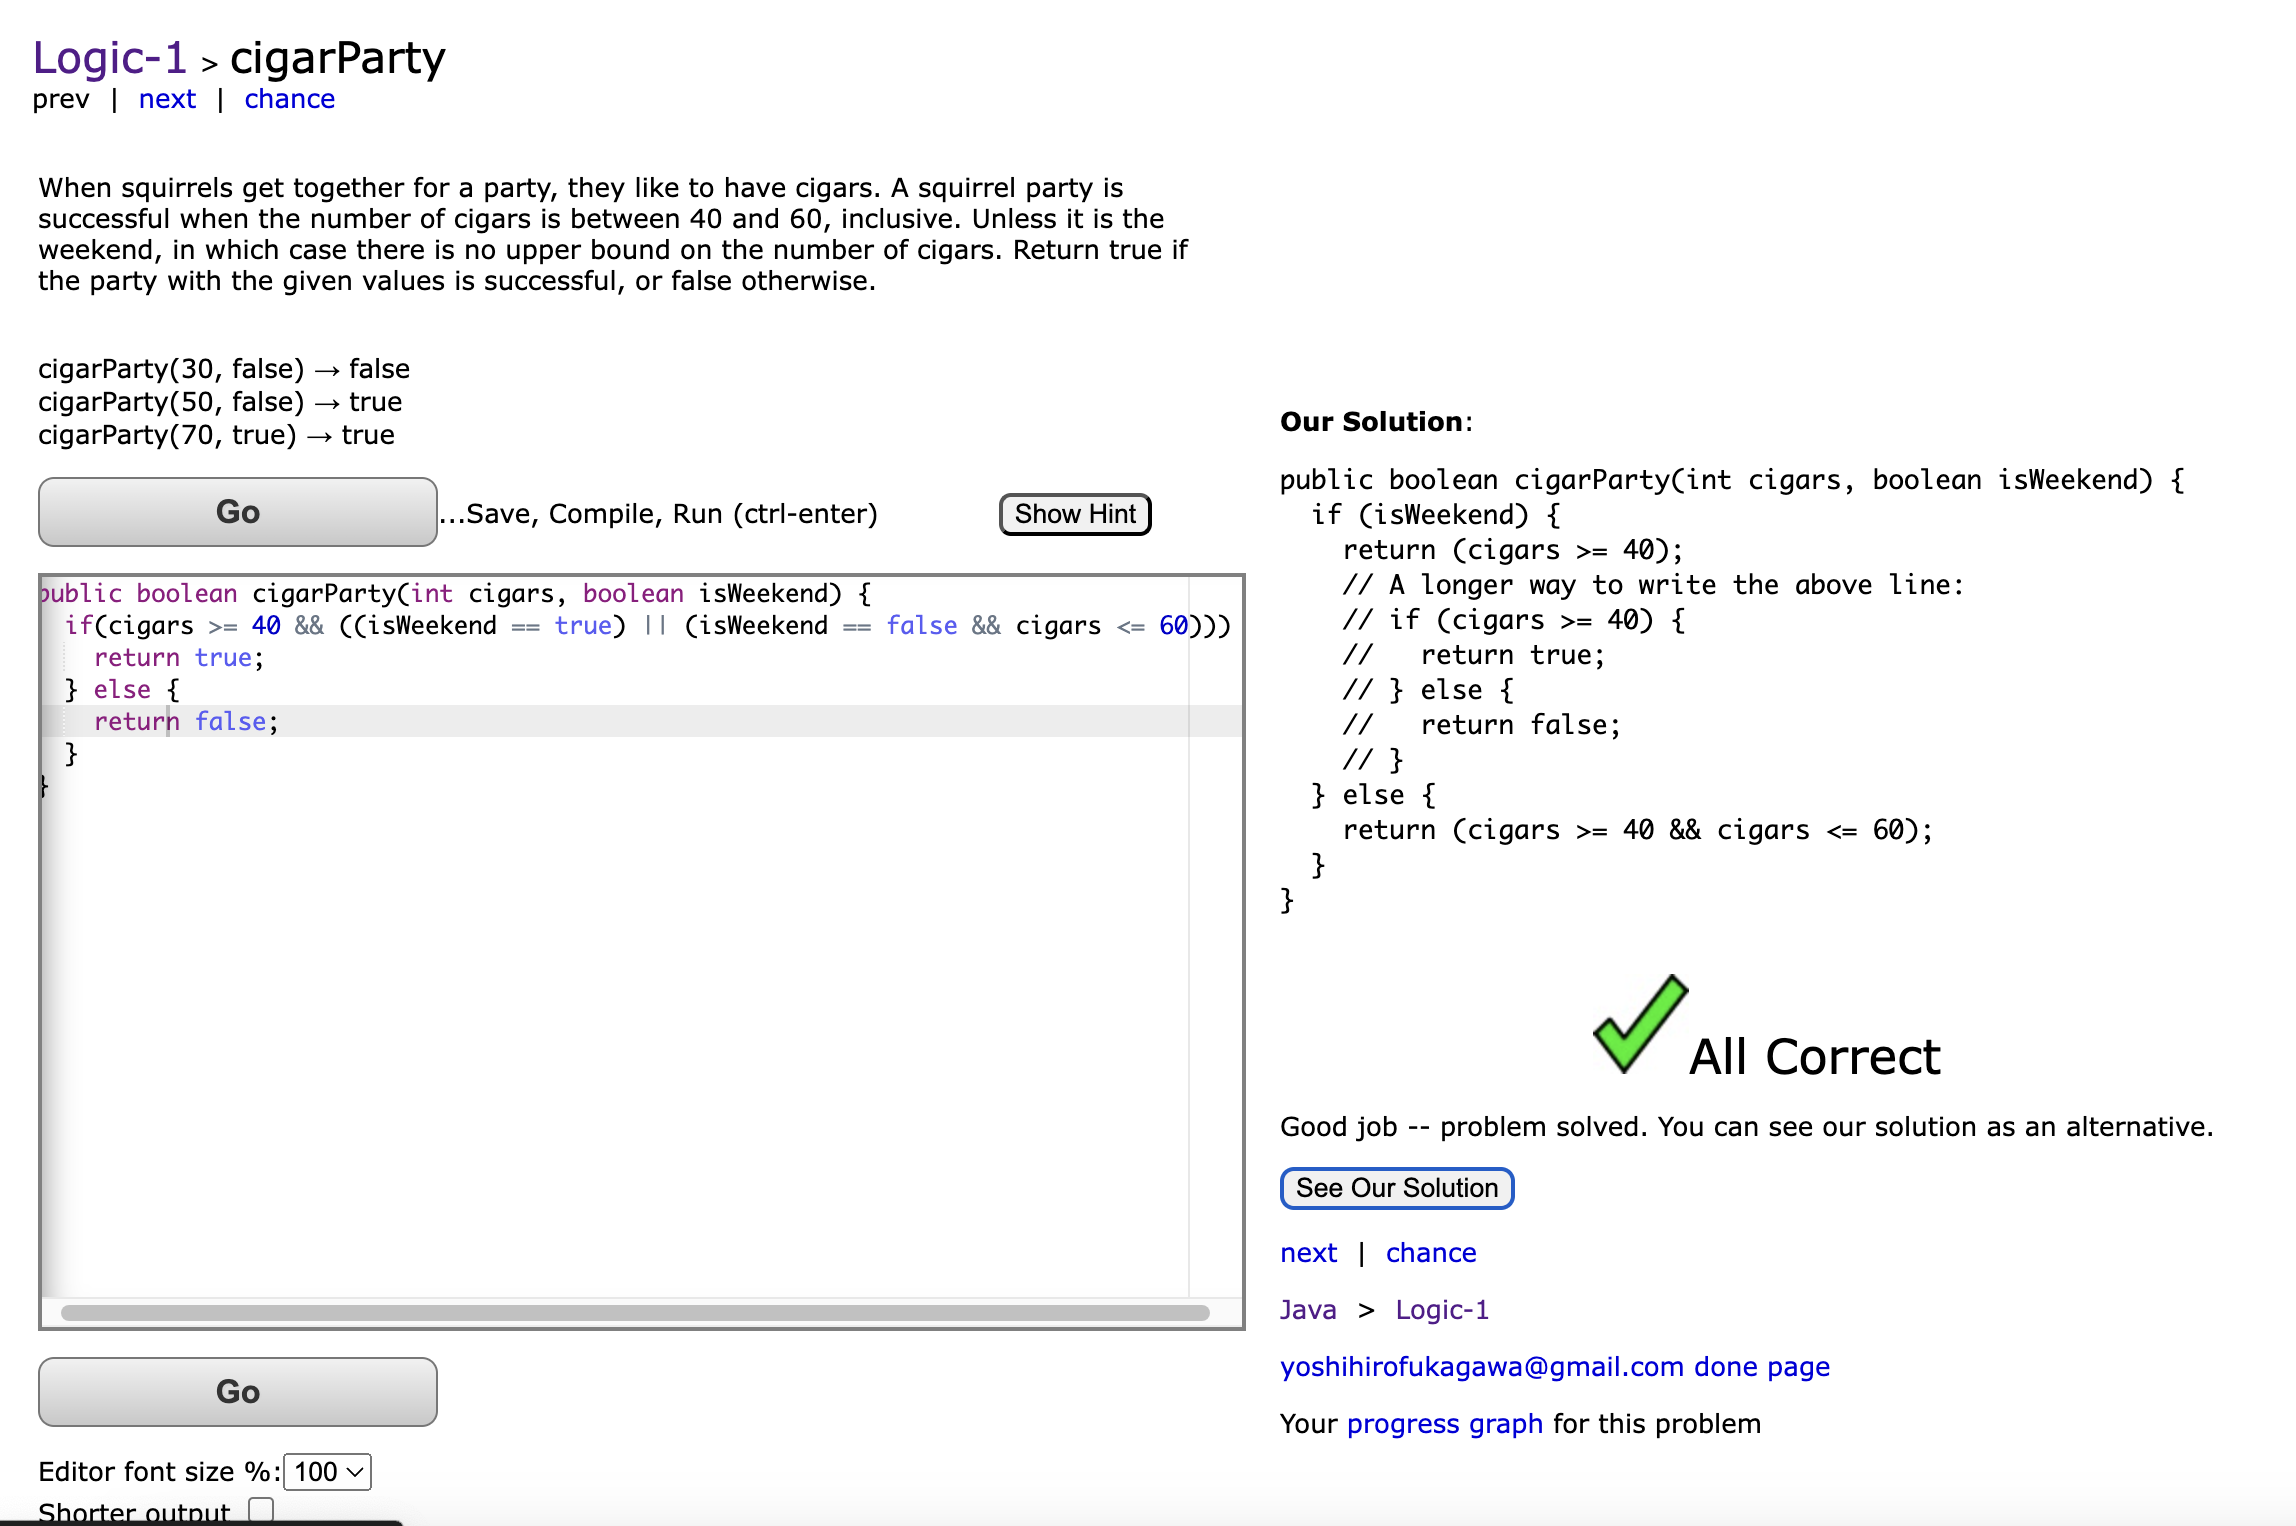 Logic-1 > cigarParty
prev | next | chance
When squirrels get together for a party, they like to have cigars. A squirrel party is
successful when the number of cigars is between 40 and 60, inclusive. Unless it is the
weekend, in which case there is no upper bound on the number of cigars. Return true if
the party with the given values is successful, or false otherwise.
cigarParty(30, false) → false
cigarParty(50, false) → true
cigarParty(70, true) → true
Go ...Save, Compile, Run (ctrl-enter) Show Hint
public boolean cigarParty(int cigars, boolean isWeekend) {
  if(cigars >= 40 && ((isWeekend == true) || (isWeekend == false && cigars <= 60)))
    return true;
  } else {
    return false;
  }
}
Go
Editor font size %: 100
Shorter output
Our Solution:
public boolean cigarParty(int cigars, boolean isWeekend) {
  if (isWeekend) {
    return (cigars >= 40);
    // A longer way to write the above line:
    // if (cigars >= 40) {
    //   return true;
    // } else {
    //   return false;
    // }
  } else {
    return (cigars >= 40 && cigars <= 60);
  }
}
All Correct
Good job -- problem solved. You can see our solution as an alternative.
See Our Solution
next | chance
Java > Logic-1
yoshihirofukagawa@gmail.com done page
Your progress graph for this problem